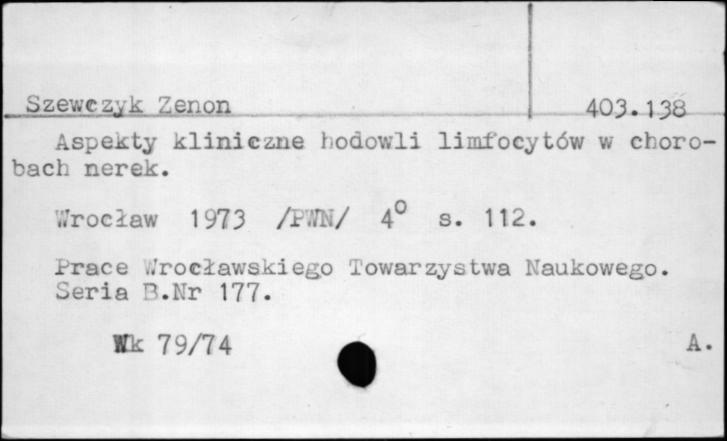 Szewczyk Zenon 403.138
Aspekty kliniczne hodowli limfocytów w choro-
bach nerek.
Wrocław 1973 /PWN/ 4° s. 112.
Prace Wrocławskiego Towarzystwa Naukowego.
Seria B.Nr 177.
Wk 79/74 A.